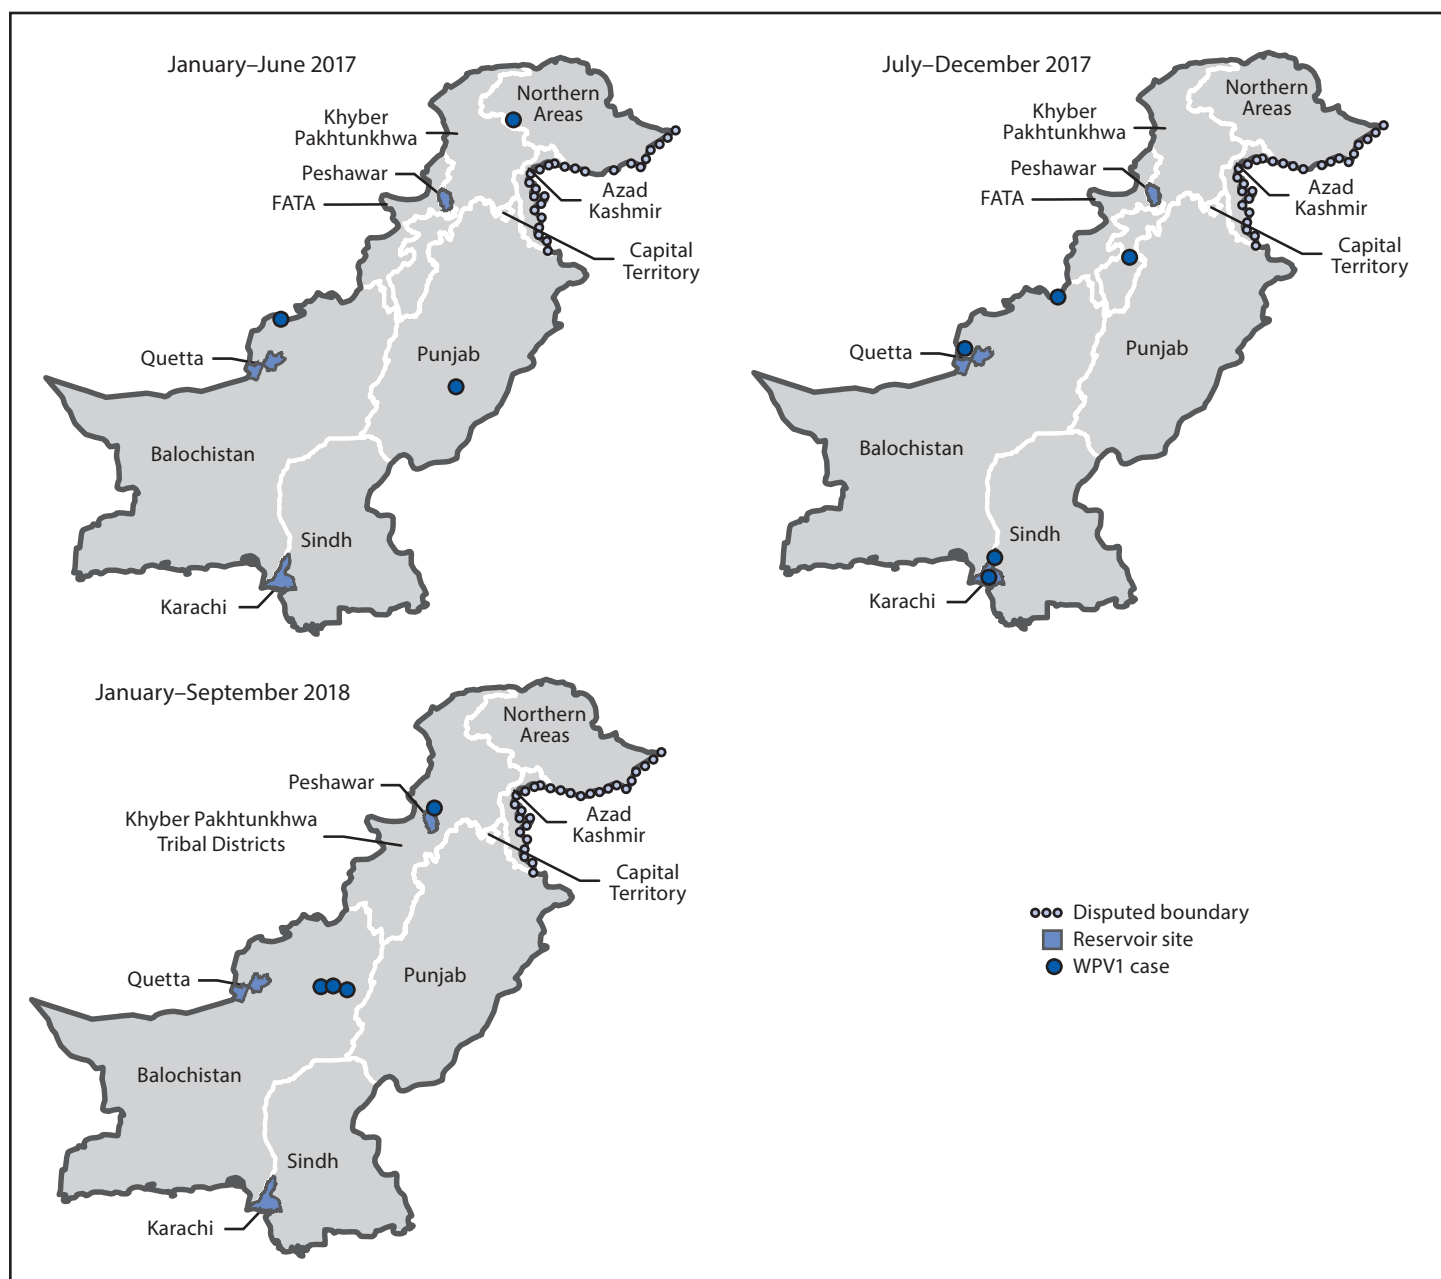 January–June 2017
Northern
Areas
Khyber
Pakhtunkhwa
Peshawar
FATA
Azad
Kashmir
Capital
Territory
Quetta
Punjab
Balochistan
Sindh
Karachi
July–December 2017
Northern
Areas
Khyber
Pakhtunkhwa
Peshawar
FATA
Azad
Kashmir
Capital
Territory
Quetta
Punjab
Balochistan
Sindh
Karachi
January–September 2018
Northern
Areas
Peshawar
Khyber Pakhtunkhwa
Tribal Districts
Azad
Kashmir
Capital
Territory
Quetta
Punjab
Balochistan
Sindh
Karachi
Disputed boundary
Reservoir site
WPV1 case